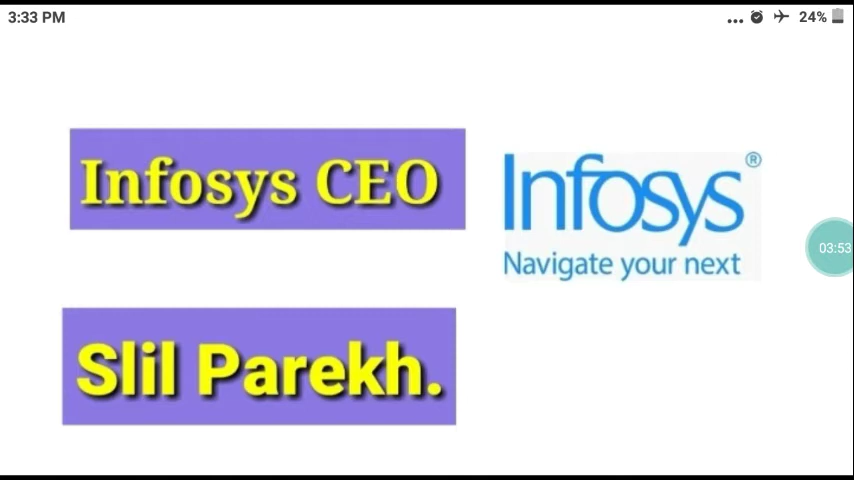 3:33 PM
... 24%
Infosys CEO
Infosys®
Navigate your next
03:53
Slil Parekh.